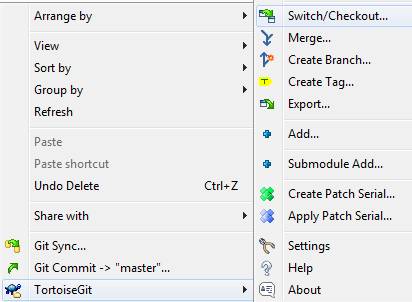 Arrange by
View
Sort by
Group by
Refresh
Paste
Paste shortcut
Undo Delete Ctrl+Z
Share with
Git Sync...
Git Commit -> "master"...
TortoiseGit
Switch/Checkout...
Merge...
Create Branch...
Create Tag...
Export...
Add...
Submodule Add...
Create Patch Serial...
Apply Patch Serial...
Settings
Help
About